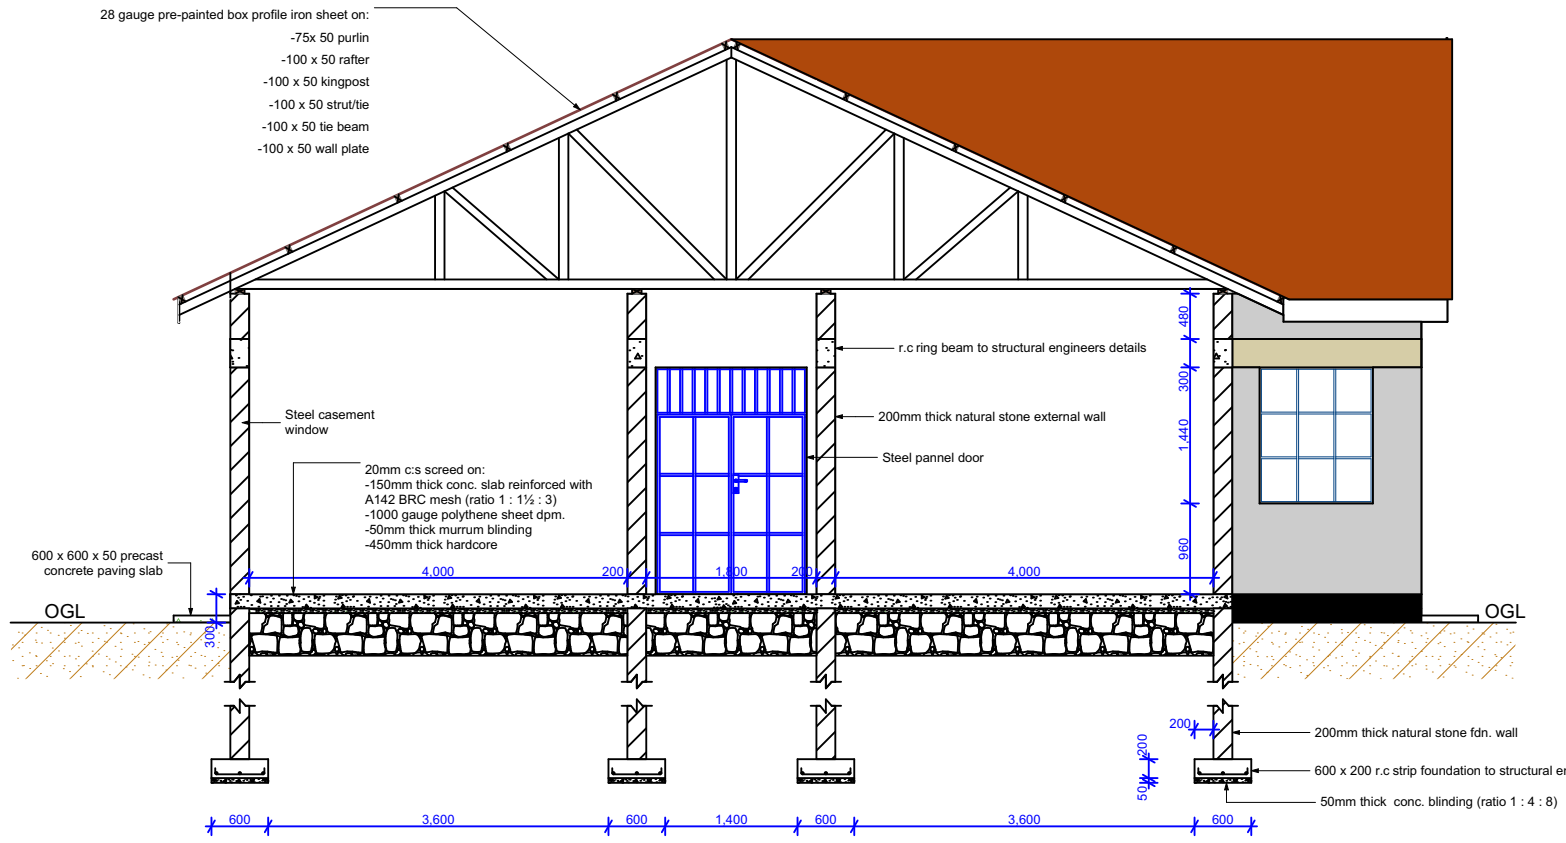 28 gauge pre-painted box profile iron sheet on:
-75x 50 purlin
-100 x 50 rafter
-100 x 50 kingpost
-100 x 50 strut/tie
-100 x 50 tie beam
-100 x 50 wall plate
480
r.c ring beam to structural engineers details
300
Steel casement
window
200mm thick natural stone external wall
1,440
Steel pannel door
20mm c:s screed on:
-150mm thick conc. slab reinforced with
A142 BRC mesh (ratio 1 : 1½ : 3)
-1000 gauge polythene sheet dpm.
-50mm thick murrum blinding
-450mm thick hardcore
960
600 x 600 x 50 precast
concrete paving slab
4,000
200
1,800
200
4,000
OGL
OGL
300
200
200mm thick natural stone fdn. wall
200
600 x 200 r.c strip foundation to structural
50
50mm thick conc. blinding (ratio 1 : 4 : 8)
600
3,600
600
1,400
600
3,600
600